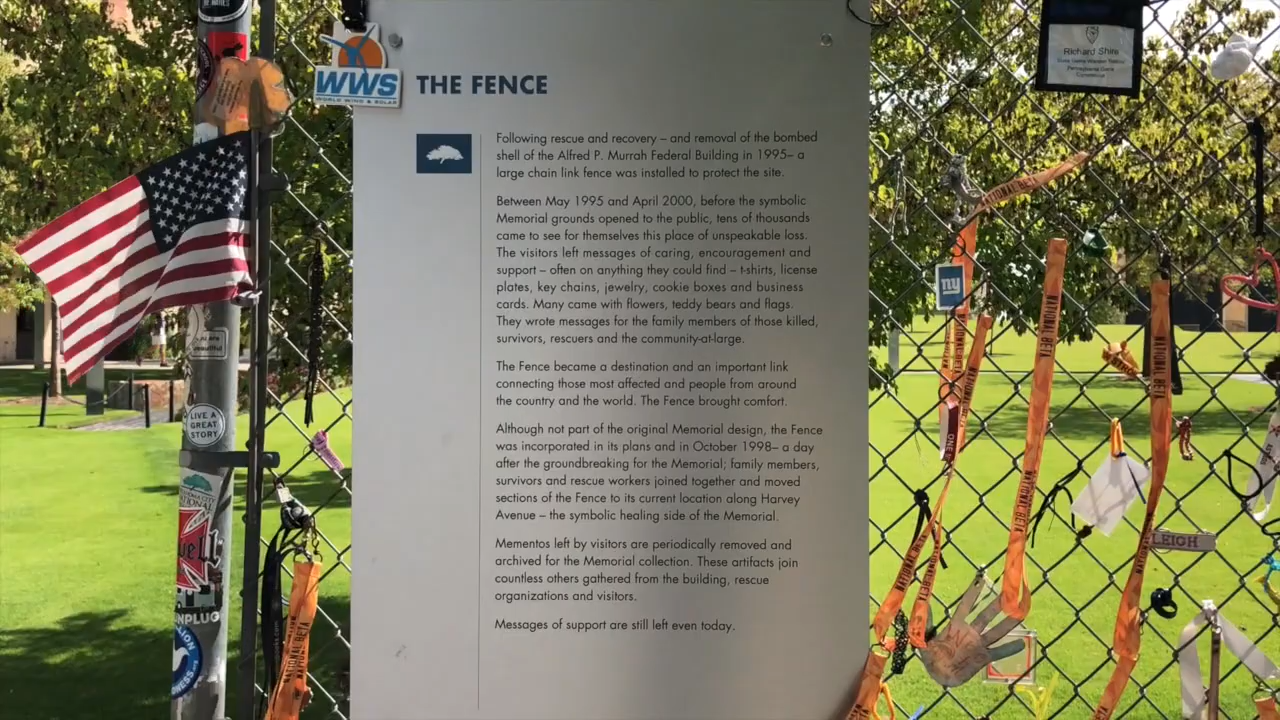 THE FENCE
Following rescue and recovery – and removal of the bombed
shell of the Alfred P. Murrah Federal Building in 1995– a
large chain link fence was installed to protect the site.
Between May 1995 and April 2000, before the symbolic
Memorial grounds opened to the public, tens of thousands
came to see for themselves this place of unspeakable loss.
The visitors left messages of caring, encouragement and
support – often on anything they could find – t-shirts, license
plates, key chains, jewelry, cookie boxes and business
cards. Many came with flowers, teddy bears and flags.
They wrote messages for the family members of those killed,
survivors, rescuers and the community-at-large.
The Fence became a destination and an important link
connecting those most affected and people from around
the country and the world. The Fence brought comfort.
Although not part of the original Memorial design, the Fence
was incorporated in its plans and in October 1998– a day
after the groundbreaking for the Memorial; family members,
survivors and rescue workers joined together and moved
sections of the Fence to its current location along Harvey
Avenue – the symbolic healing side of the Memorial.
Mementos left by visitors are periodically removed and
archived for the Memorial collection. These artifacts join
countless others gathered from the building, rescue
organizations and visitors.
Messages of support are still left even today.
WWS
WORLD WIND & SOLAR
LIVE A
GREAT
STORY
UNPLUG
NATIONAL BETA
Richard Shire
ny
NATIONAL BETA
NATIONAL BETA
NATIONAL BETA
NATIONAL BETA
ONE
NATIONAL BETA
LEIGH
NATIONAL BETA